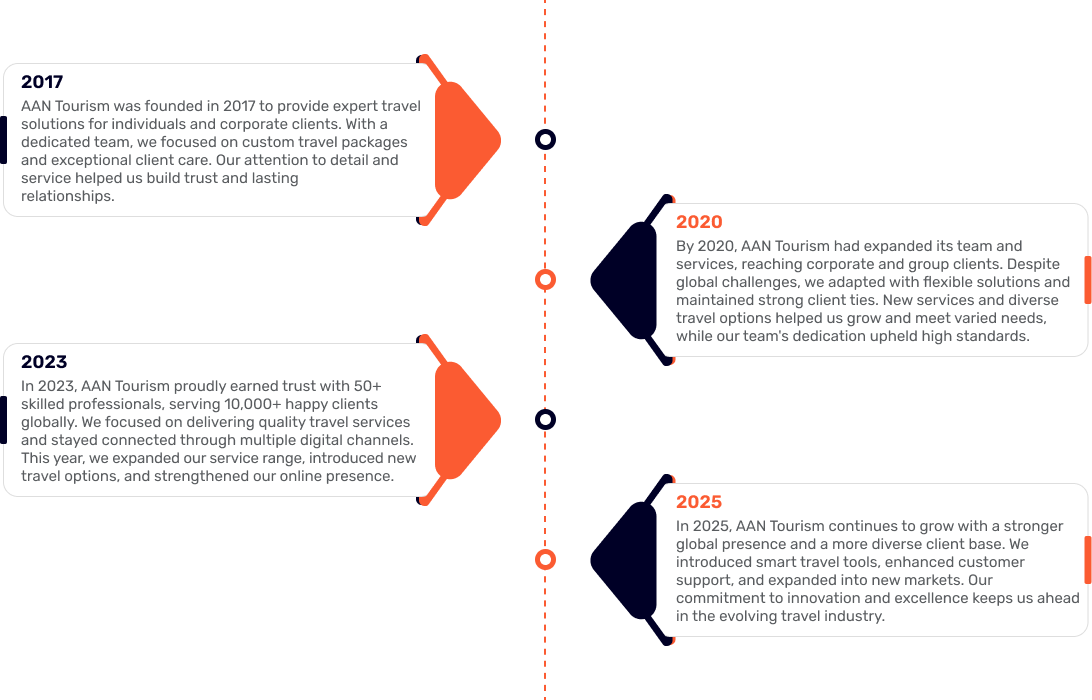 2017
AAN Tourism was founded in 2017 to provide expert travel
solutions for individuals and corporate clients. With a
dedicated team, we focused on custom travel packages
and exceptional client care. Our attention to detail and
service helped us build trust and lasting
relationships.
2020
By 2020, AAN Tourism had expanded its team and
services, reaching corporate and group clients. Despite
global challenges, we adapted with flexible solutions and
maintained strong client ties. New services and diverse
travel options helped us grow and meet varied needs,
while our team's dedication upheld high standards.
2023
In 2023, AAN Tourism proudly earned trust with 50+
skilled professionals, serving 10,000+ happy clients
globally. We focused on delivering quality travel services
and stayed connected through multiple digital channels.
This year, we expanded our service range, introduced new
travel options, and strengthened our online presence.
2025
In 2025, AAN Tourism continues to grow with a stronger
global presence and a more diverse client base. We
introduced smart travel tools, enhanced customer
support, and expanded into new markets. Our
commitment to innovation and excellence keeps us ahead
in the evolving travel industry.